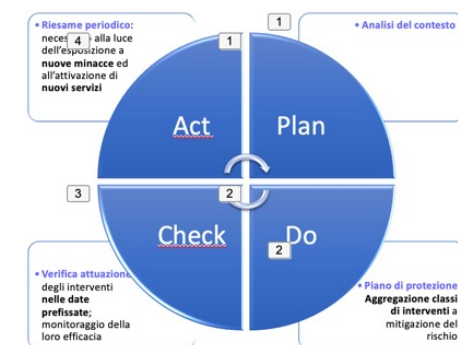 • Riesame periodico:
alla luce
dell'esposizione a
nuove minacce ed
all'attivazione di
nuovi servizi
4
1
1
• Analisi del contesto
Act
Plan
3
2
Check
Do
2
• Verifica attuazione
degli interventi
nelle date
prefissate;
monitoraggio della
loro efficacia
• Piano di protezione
Aggregazione classi
di interventi a
mitigazione del
rischio